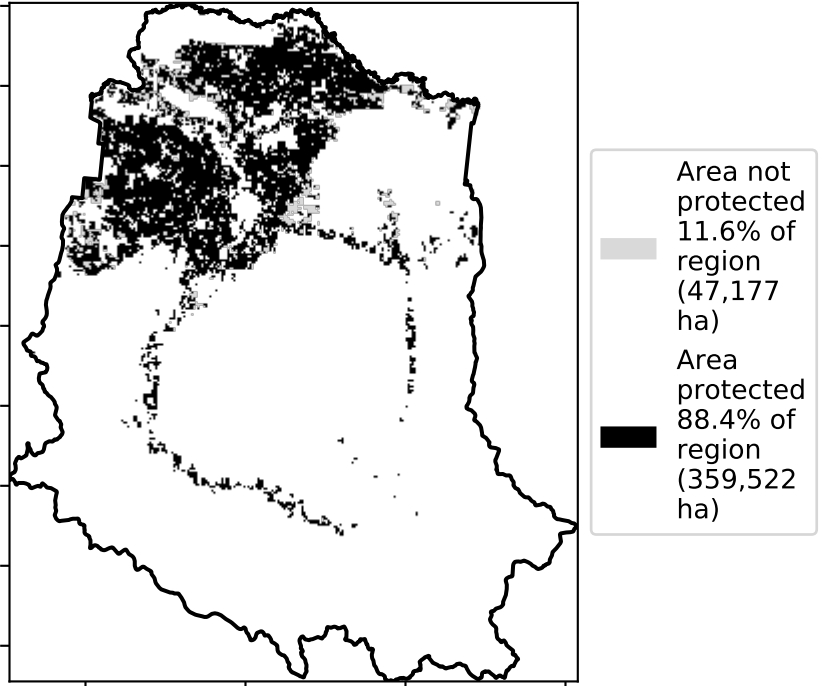 Area not
protected
11.6% of
region
(47,177
ha)
Area
protected
88.4% of
region
(359,522
ha)